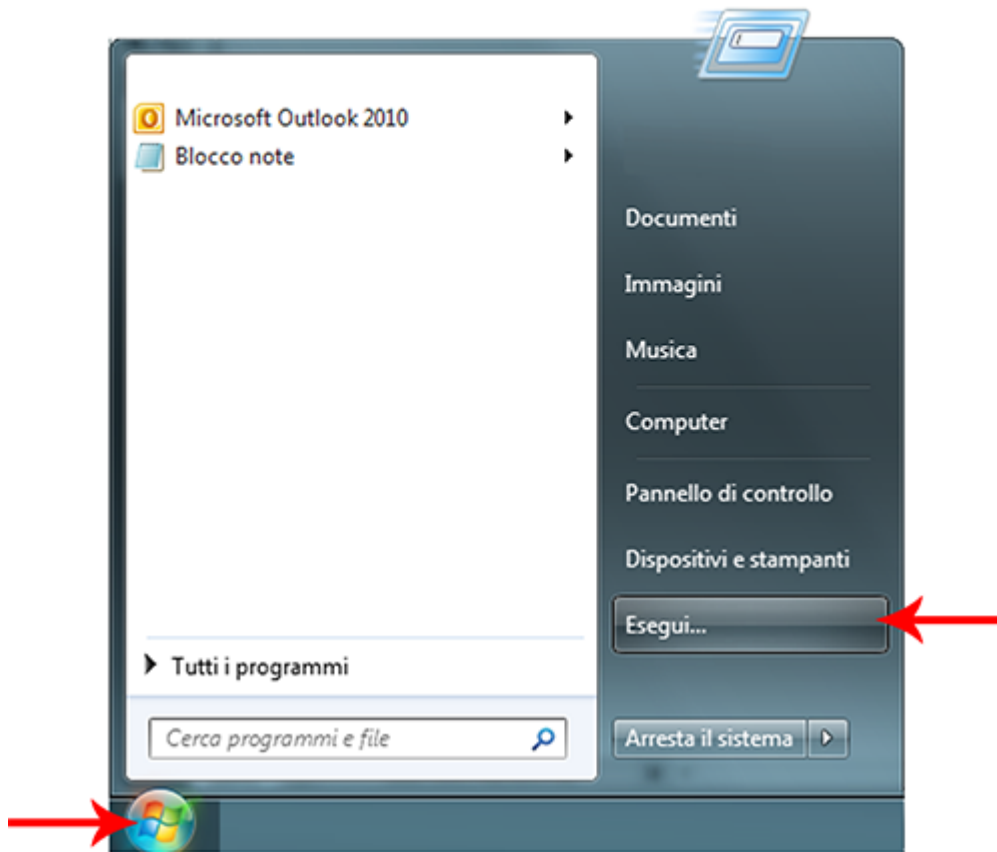 Microsoft Outlook 2010
Blocco note
Tutti i programmi
Cerca programmi e file
Documenti
Immagini
Musica
Computer
Pannello di controllo
Dispositivi e stampanti
Esegui...
Arresta il sistema